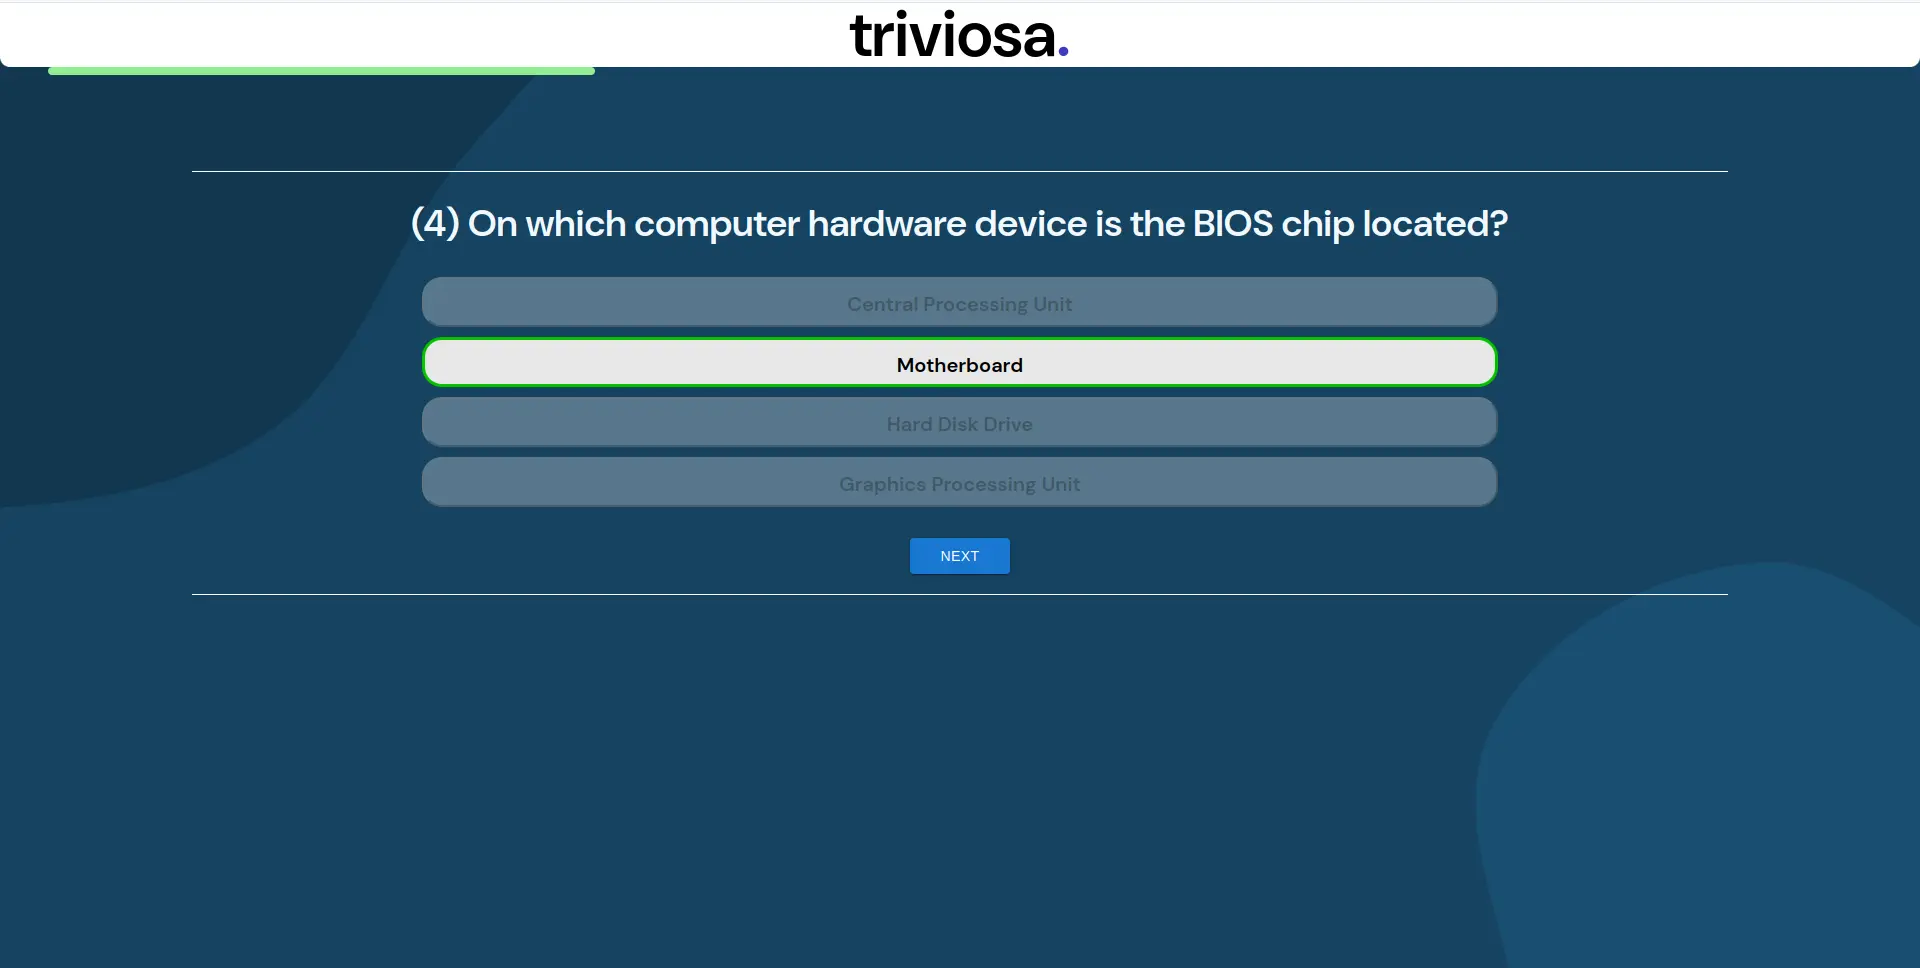 triviosa.
(4) On which computer hardware device is the BIOS chip located?
Central Processing Unit
Motherboard
Hard Disk Drive
Graphics Processing Unit
NEXT